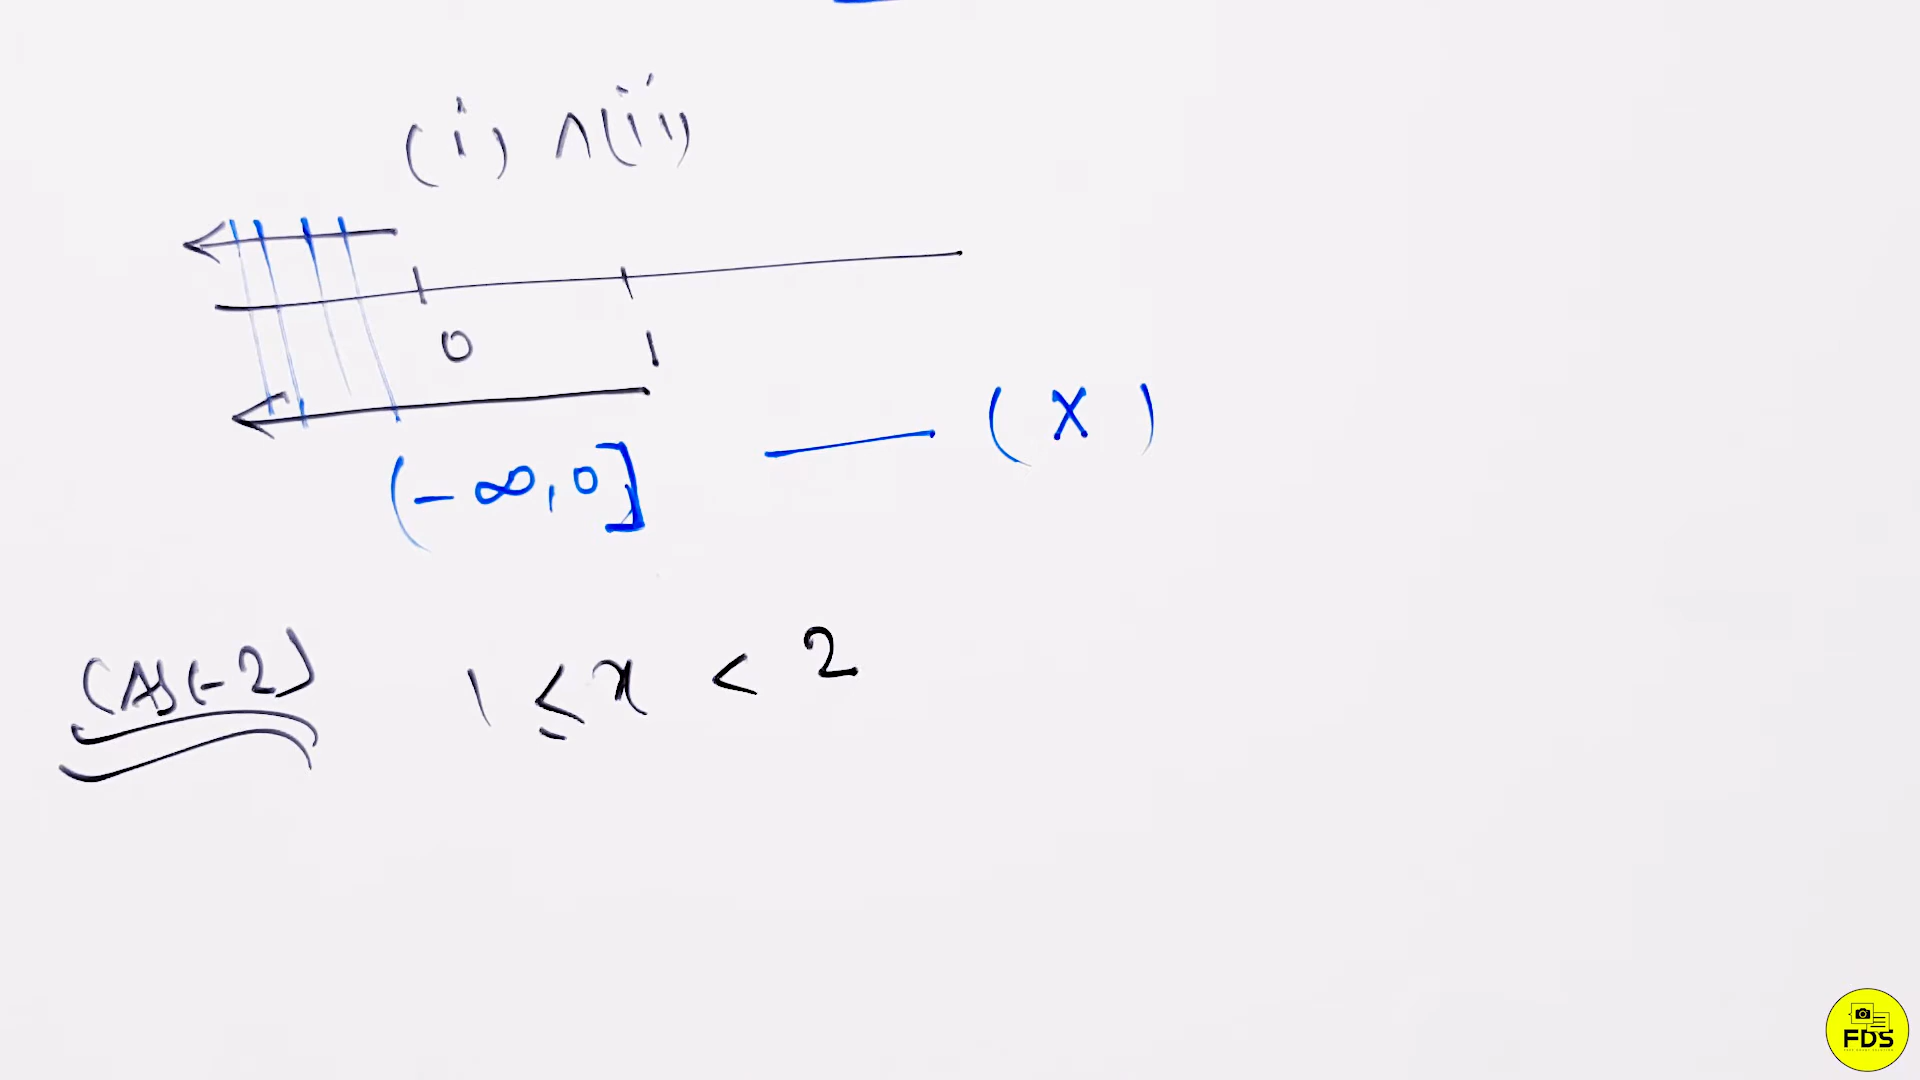 (i) ∧ (ii)
0 1
(-∞, 0] — (X)
CASE-2) 1 ≤ x < 2
FDS